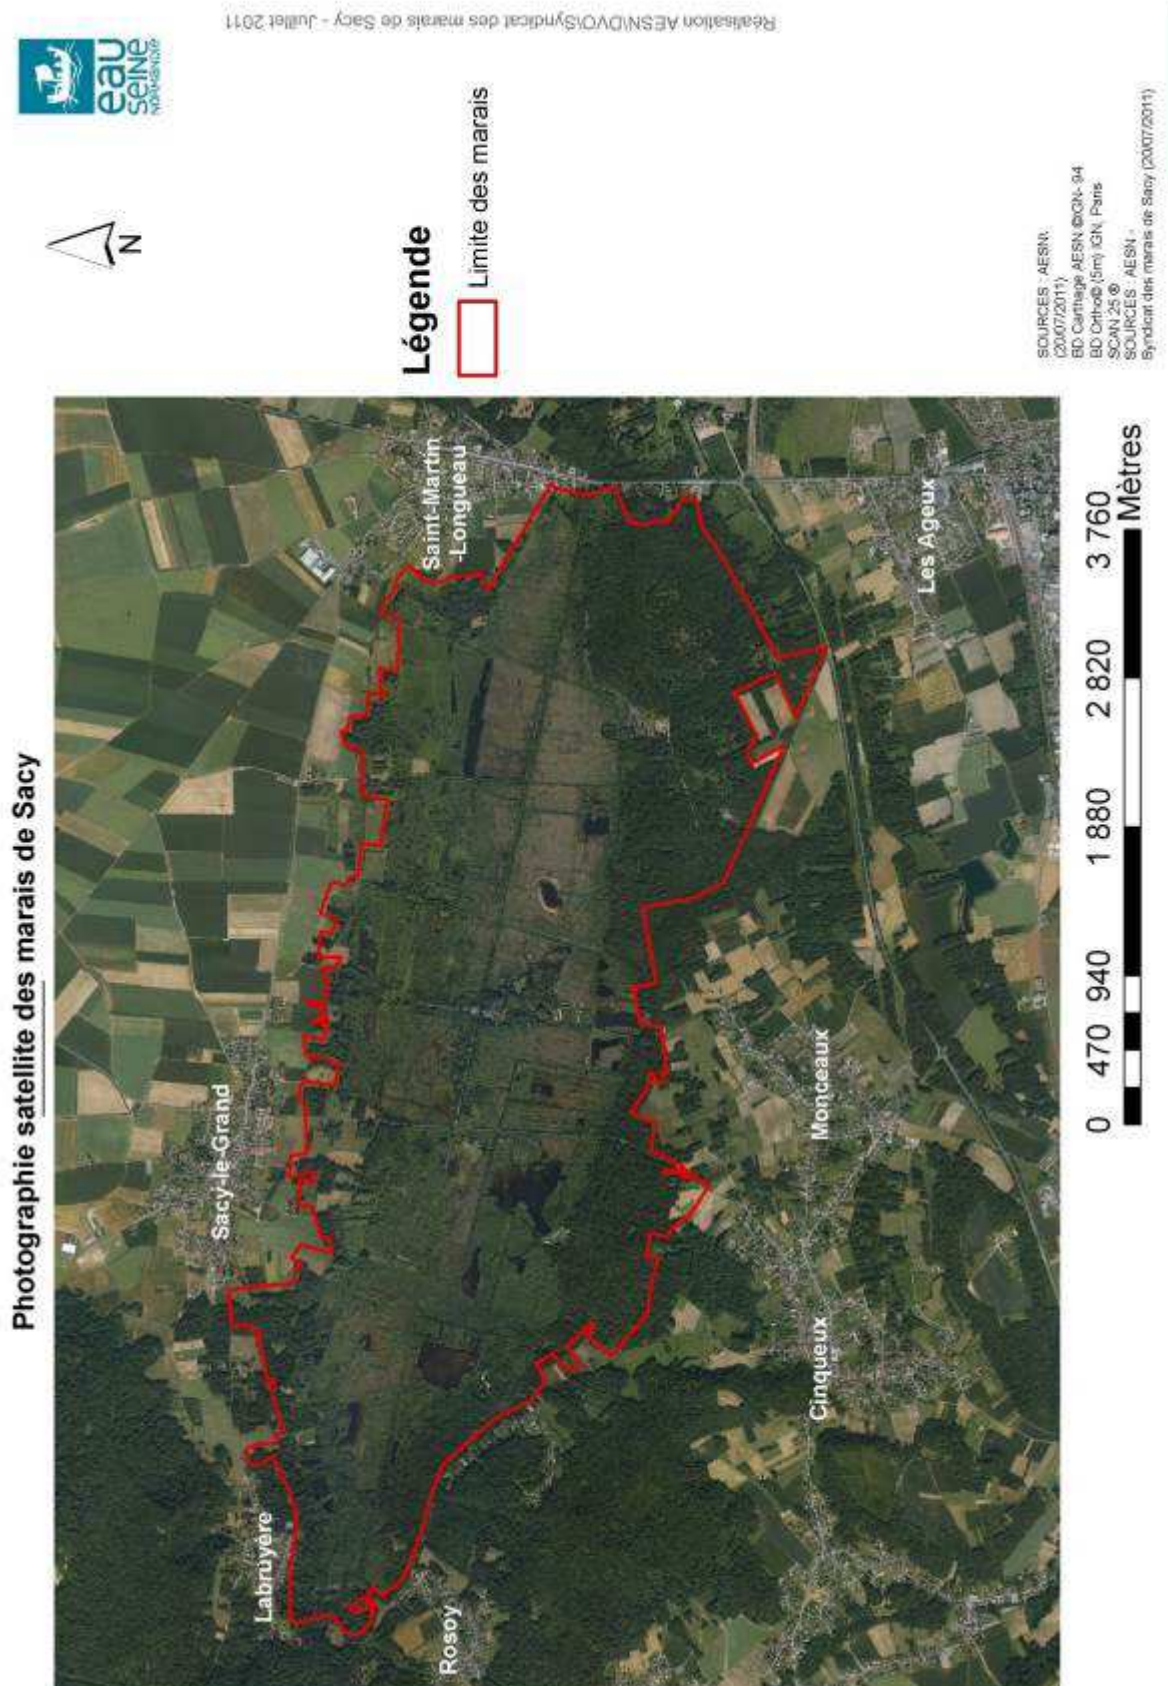 Photographie satellite des marais de Sacy
eau
SEINE
NORMANDIE
N
Légende
Limite des marais
Labruyère
Sacy-le-Grand
Saint-Martin
-Longueau
Rosoy
Cinqueux
Monceaux
Les Ageux
0 470 940 1 880 2 820 3 760
Mètres
SOURCES : AESN\
(20/07/2011)
BD Carthage AESN ©IGN- 94
BD Ortho© (5m) IGN, Paris
SCAN 25 ®
SOURCES : AESN -
Syndicat des marais de Sacy (20/07/2011)
Réalisation AESN\DVO\Syndicat des marais de Sacy - Juillet 2011